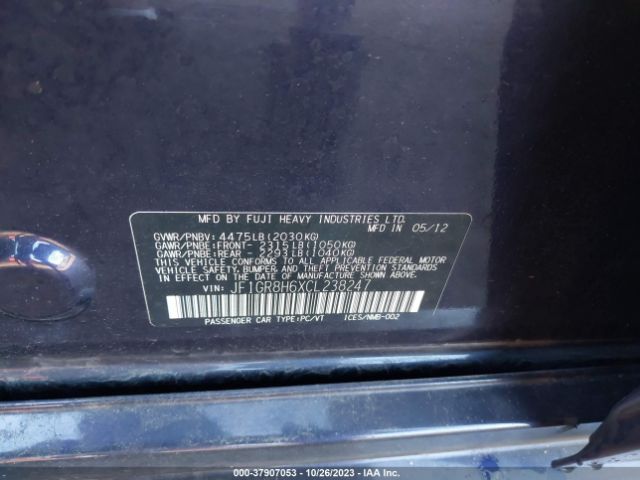 MFD BY FUJI HEAVY INDUSTRIES LTD.
GVWR/PNBV: 4475LB(2030KG) MFD IN 05/12
GAWR/PNBE:FRONT- 2315LB(1050KG)
GAWR/PNBE:REAR - 2293LB(1040KG)
THIS VEHICLE CONFORMS TO ALL APPLICABLE FEDERAL MOTOR
VEHICLE SAFETY, BUMPER, AND THEFT PREVENTION STANDARDS
IN EFFECT ON THE DATE OF MANUFACTURE SHOWN ABOVE.
VIN: JF1GR8H6XCL238247
PASSENGER CAR TYPE:PC/VT ICES/NMB-002
000-37907053 - 10/26/2023 - IAA Inc.